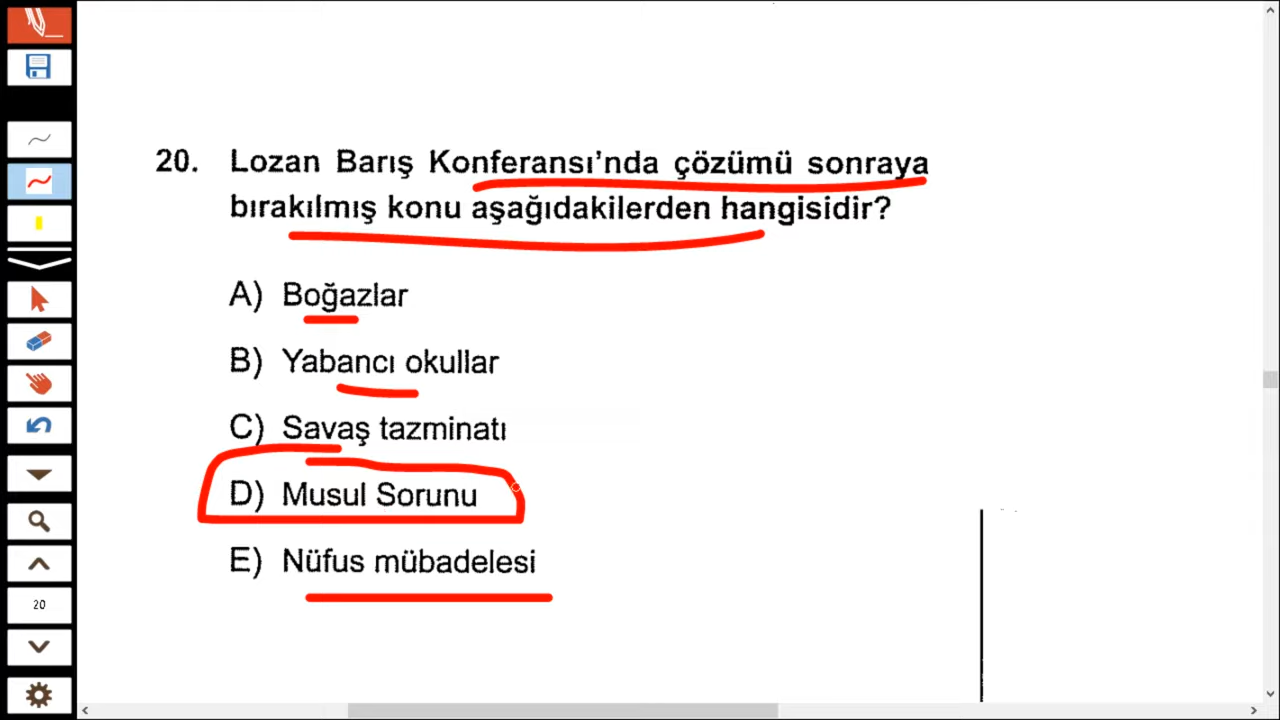 20. Lozan Barış Konferansı'nda çözümü sonraya
bırakılmış konu aşağıdakilerden hangisidir?
A) Boğazlar
B) Yabancı okullar
C) Savaş tazminatı
D) Musul Sorunu
E) Nüfus mübadelesi
20